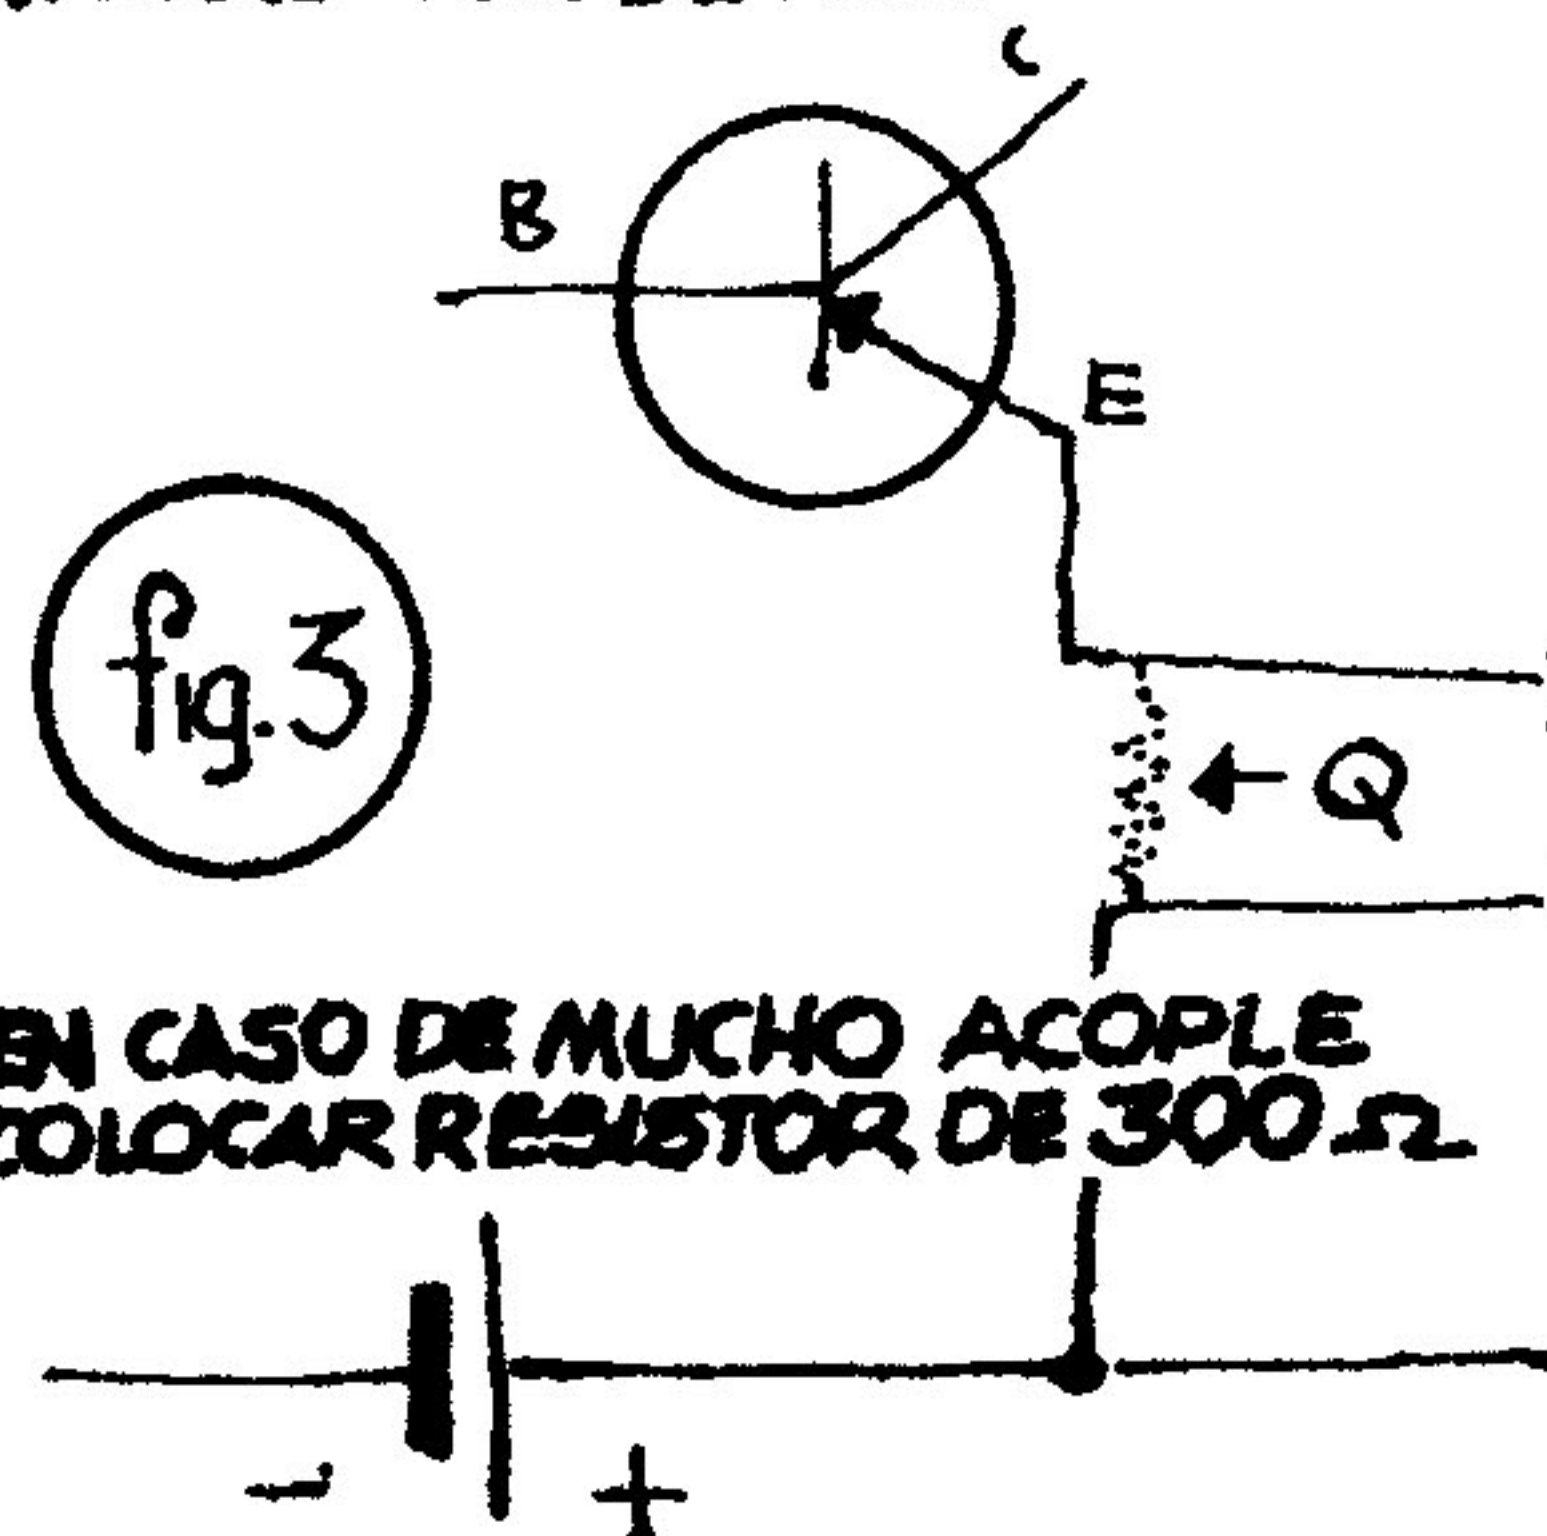 C
B
E
fig. 3
Q
EN CASO DE MUCHO ACOPLE
COLOCAR RESISTOR DE 300 Ω
- +